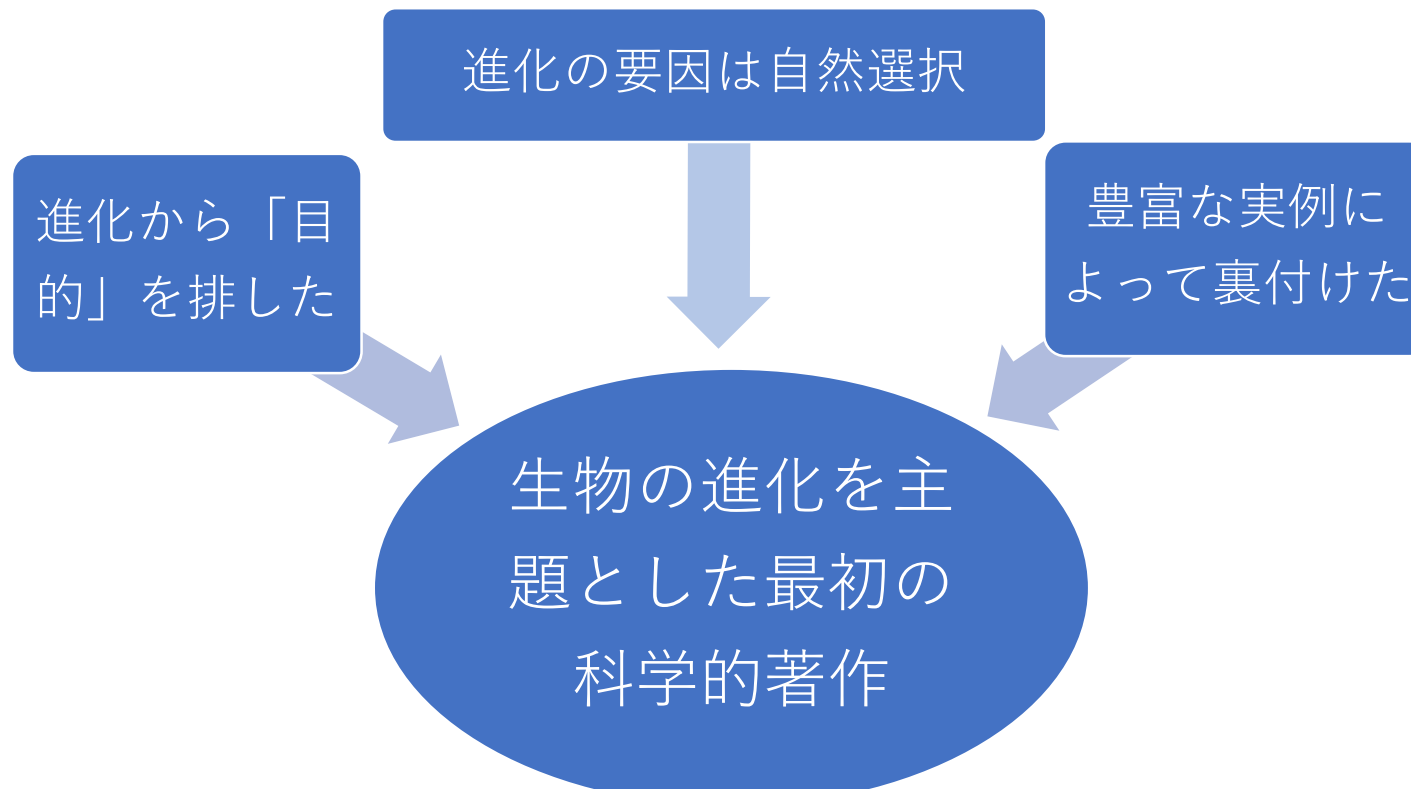 進化の要因は自然選択
進化から「目
的」を排した
豊富な実例に
よって裏付けた
生物の進化を主
題とした最初の
科学的著作